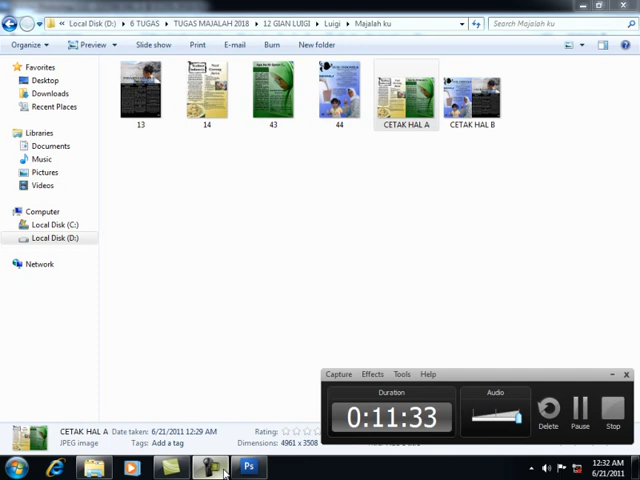 Local Disk (D:) ▸ 6 TUGAS ▸ TUGAS MAJALAH 2018 ▸ 12 GIAN LUIGI ▸ Luigi ▸ Majalah ku
Search Majalah ku
Organize Preview Slide show Print E-mail Burn New folder
Favorites
Desktop
Downloads
Recent Places
Libraries
Documents
Music
Pictures
Videos
Computer
Local Disk (C:)
Local Disk (D:)
Network
13 14 43 44 CETAK HAL A CETAK HAL B
Capture Effects Tools Help
Duration
0:11:33
Audio
Delete Pause Stop
CETAK HAL A Date taken: 6/21/2011 12:29 AM Rating:
JPEG image Tags: Add a tag Dimensions: 4961 x 3508
Ps
12:32 AM
6/21/2011